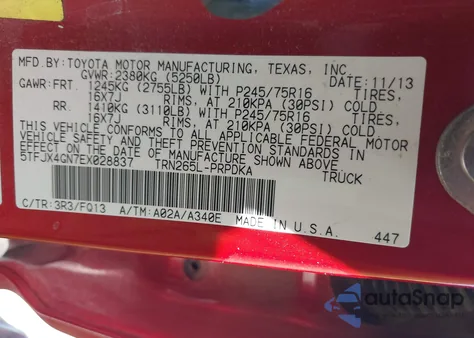 MFD.BY:TOYOTA MOTOR MANUFACTURING, TEXAS, INC.
GVWR:2380KG (5250LB) DATE: 11/13
GAWR:FRT. 1245KG (2755LB) WITH P245/75R16 TIRES,
16X7J RIMS, AT 210KPA (30PSI) COLD
RR. 1410KG (3110LB) WITH P245/75R16 TIRES,
16X7J RIMS, AT 210KPA (30PSI) COLD
THIS VEHICLE CONFORMS TO ALL APPLICABLE FEDERAL MOTOR
VEHICLE SAFETY AND THEFT PREVENTION STANDARDS IN
EFFECT ON THE DATE OF MANUFACTURE SHOWN ABOVE.
5TFJX4GN7EX028837 TRN265L-PRPDKA TRUCK
C/TR:3R3/FQ13 A/TM:A02A/A340E MADE IN U.S.A.
447
autoSnap